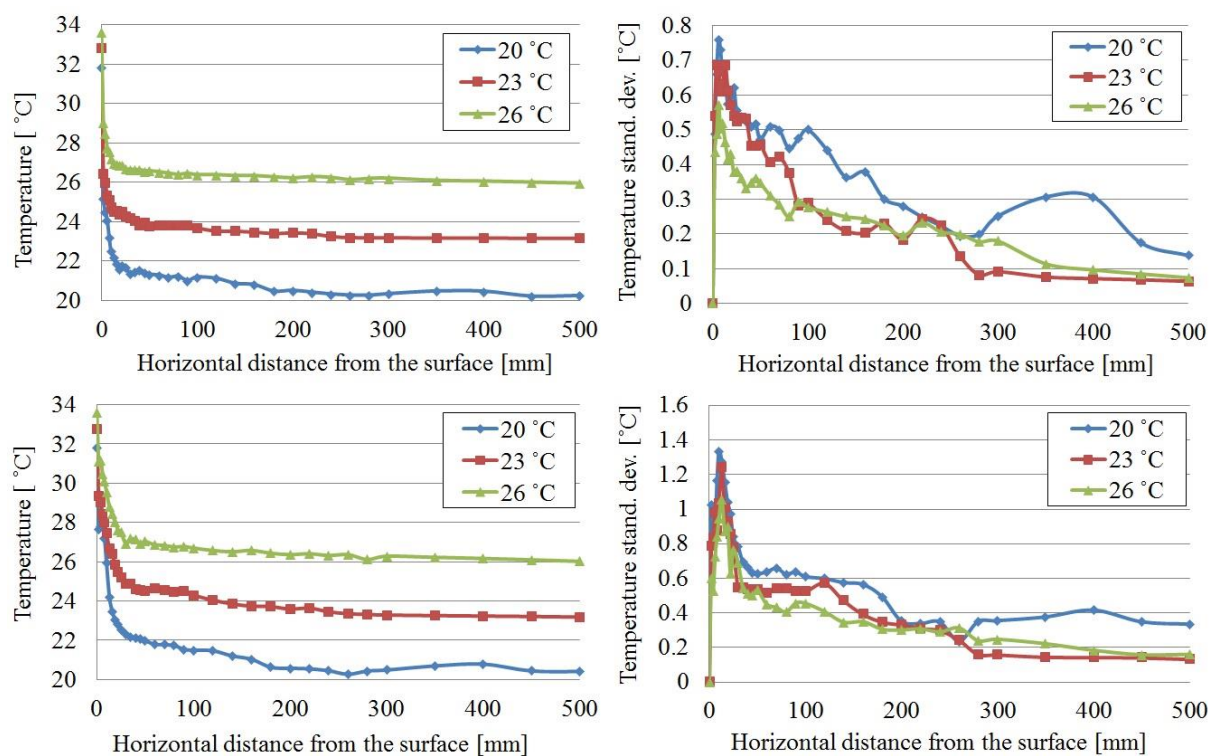 Temperature [ ˚C]
34
32
30
28
26
24
22
20
20 ˚C
23 ˚C
26 ˚C
0 100 200 300 400 500
Horizontal distance from the surface [mm]
Temperature stand. dev. [˚C]
0.8
0.7
0.6
0.5
0.4
0.3
0.2
0.1
0
20 ˚C
23 ˚C
26 ˚C
0 100 200 300 400 500
Horizontal distance from the surface [mm]
Temperature [ ˚C]
34
32
30
28
26
24
22
20
20 ˚C
23 ˚C
26 ˚C
0 100 200 300 400 500
Horizontal distance from the surface [mm]
Temperature stand. dev. [˚C]
1.6
1.4
1.2
1
0.8
0.6
0.4
0.2
0
20 ˚C
23 ˚C
26 ˚C
0 100 200 300 400 500
Horizontal distance from the surface [mm]